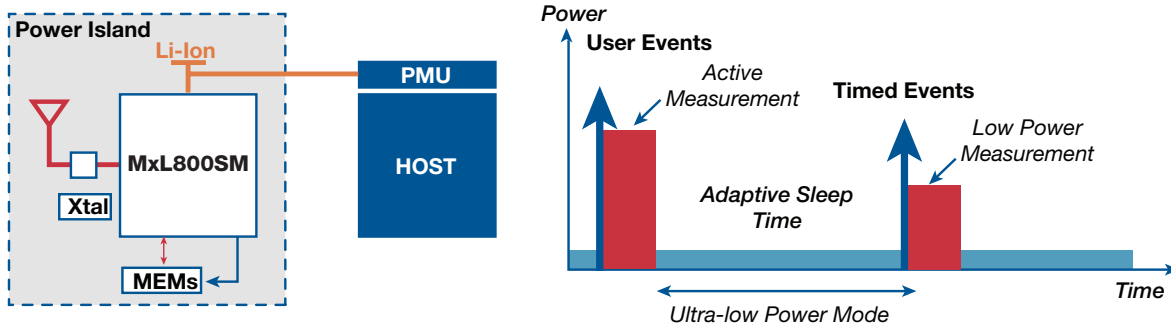 Power Island
Li-Ion
PMU
MxL800SM
HOST
Xtal
MEMs
Power
User Events
Active
Measurement
Timed Events
Low Power
Measurement
Adaptive Sleep
Time
Time
Ultra-low Power Mode